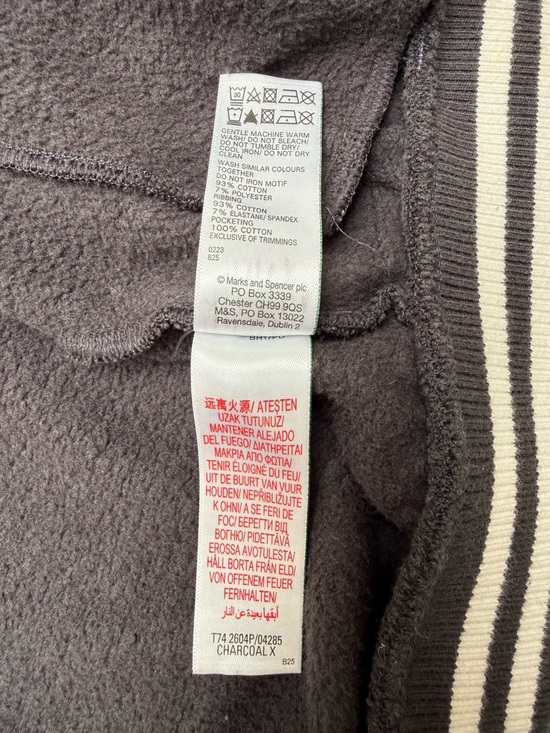 GENTLE MACHINE WARM
WASH/ DO NOT BLEACH/
DO NOT TUMBLE DRY/
COOL IRON/ DO NOT DRY
CLEAN
WASH SIMILAR COLOURS
TOGETHER
DO NOT IRON MOTIF
93% COTTON
7% POLYESTER
RIBBING
93% COTTON
7% ELASTANE/ SPANDEX
POCKETING
100% COTTON
EXCLUSIVE OF TRIMMINGS
0223
B25
© Marks and Spencer plc
PO Box 3339
Chester CH99 9QS
M&S, PO Box 13022
Ravensdale, Dublin 2
远离火源/ ATEŞTEN
UZAK TUTUNUZ/
MANTENER ALEJADO
DEL FUEGO/ ΔΙΑΤΗΡΕΙΤΑΙ
ΜΑΚΡΙΑ ΑΠΟ ΦΩΤΙΑ/
TENIR ÉLOIGNÉ DU FEU/
UIT DE BUURT VAN VUUR
HOUDEN/ NEPŘIBLIŽUJTE
K OHNI/ A SE FERI DE
FOC/ БЕРЕГТИ ВІД
ВОГНЮ/ PIDETTÄVÄ
EROSSA AVOTULESTA/
HÅLL BORTA FRÅN ELD/
VON OFFENEM FEUER
FERNHALTEN/
أبقها بعيدة عن النار
T74 2604P/04285
CHARCOAL X
B25